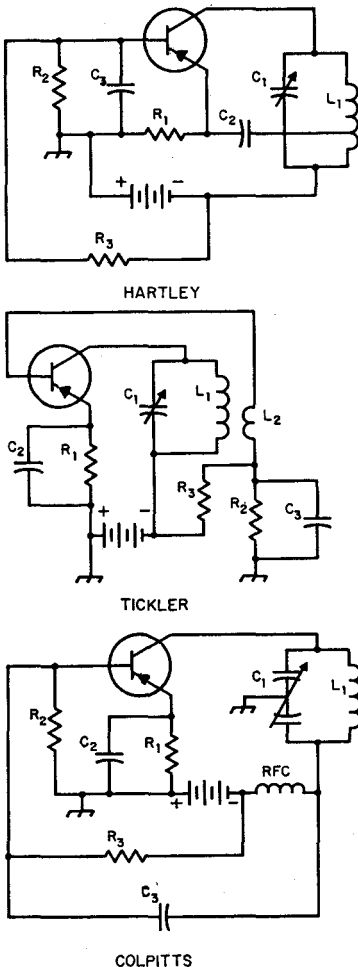 R2
C3
R1
C2
C1
L1
+ −
R3
HARTLEY
C1
L1
L2
C2
R1
R3
R2
C3
+ −
TICKLER
C1
L1
R2
C2
R1
RFC
+ −
R3
C3
COLPITTS